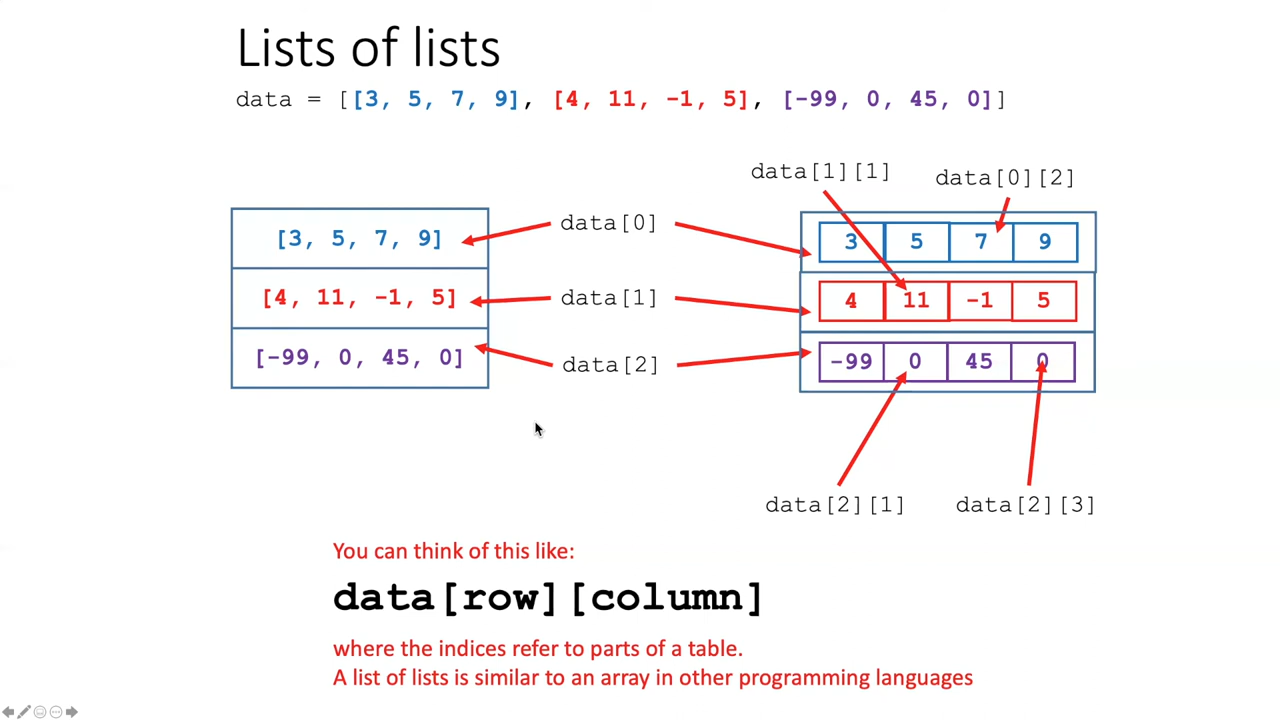 Lists of lists
data = [[3, 5, 7, 9], [4, 11, -1, 5], [-99, 0, 45, 0]]
data[1][1] data[0][2]
[3, 5, 7, 9] data[0] 3 5 7 9
[4, 11, -1, 5] data[1] 4 11 -1 5
[-99, 0, 45, 0] data[2] -99 0 45 0
data[2][1] data[2][3]
You can think of this like:
data[row][column]
where the indices refer to parts of a table.
A list of lists is similar to an array in other programming languages